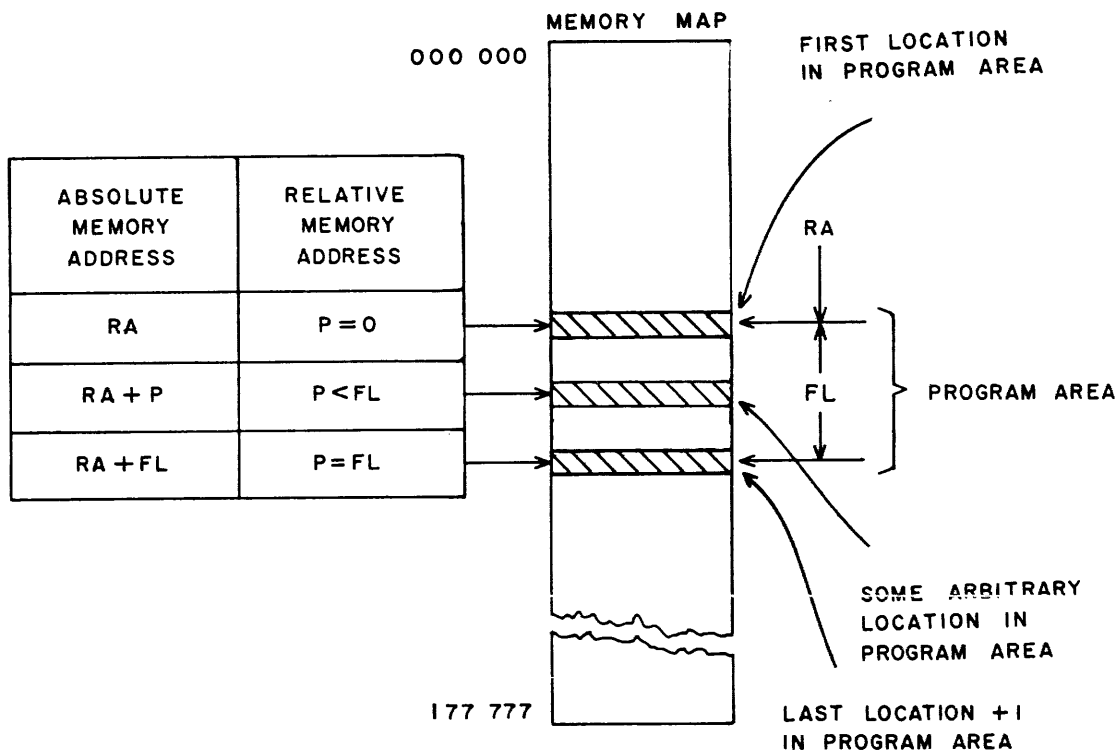 MEMORY MAP
000 000
FIRST LOCATION
IN PROGRAM AREA
ABSOLUTE
MEMORY
ADDRESS
RELATIVE
MEMORY
ADDRESS
RA
P=0
RA+P
P<FL
RA+FL
P=FL
RA
FL
PROGRAM AREA
SOME ARBITRARY
LOCATION IN
PROGRAM AREA
177 777
LAST LOCATION +1
IN PROGRAM AREA